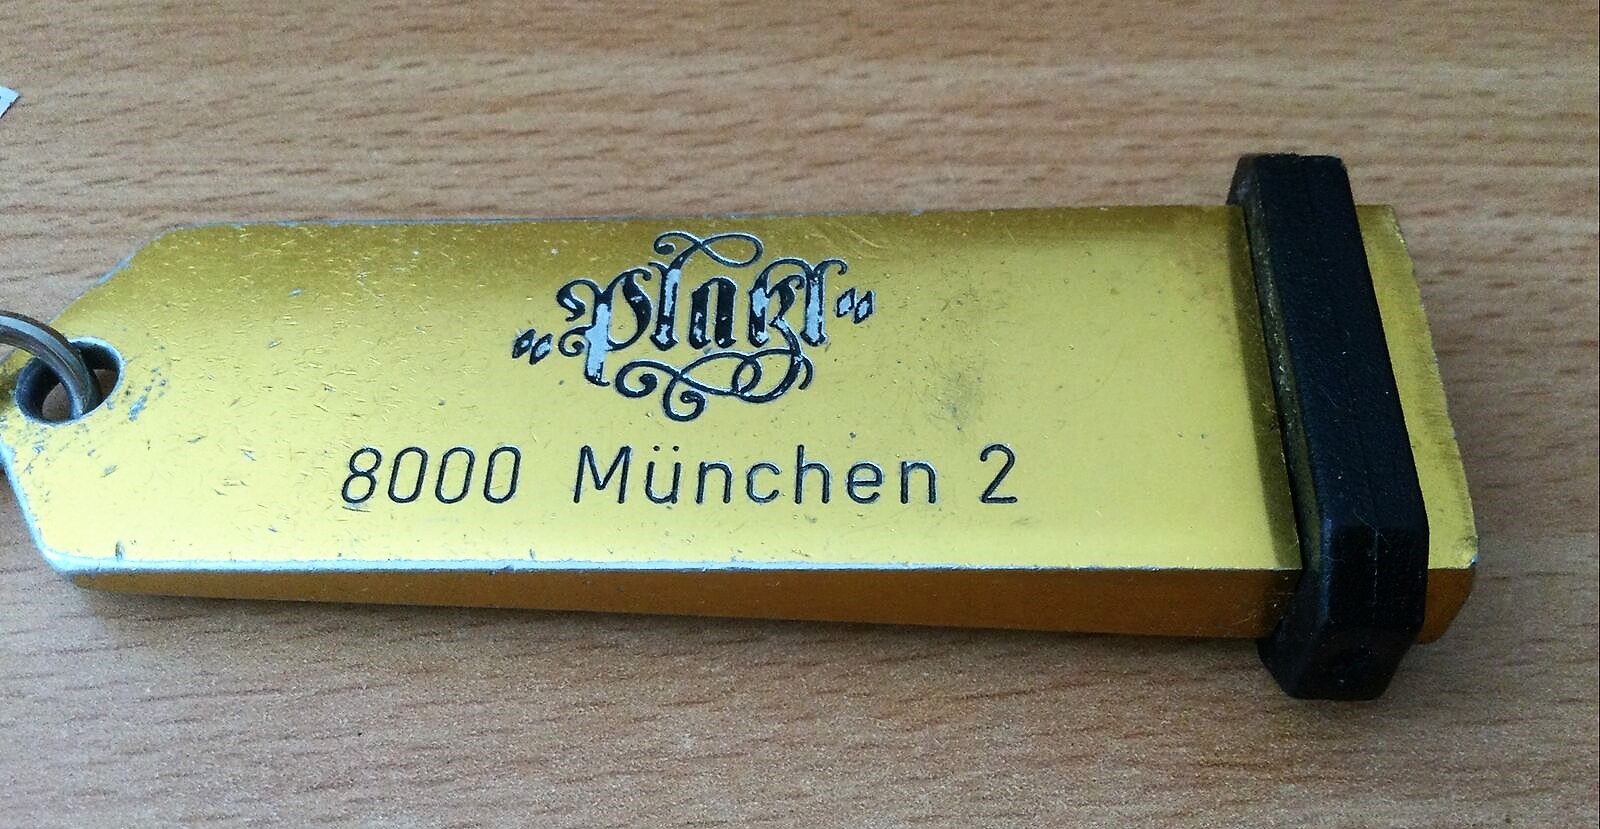 „Platzl“
8000 München 2